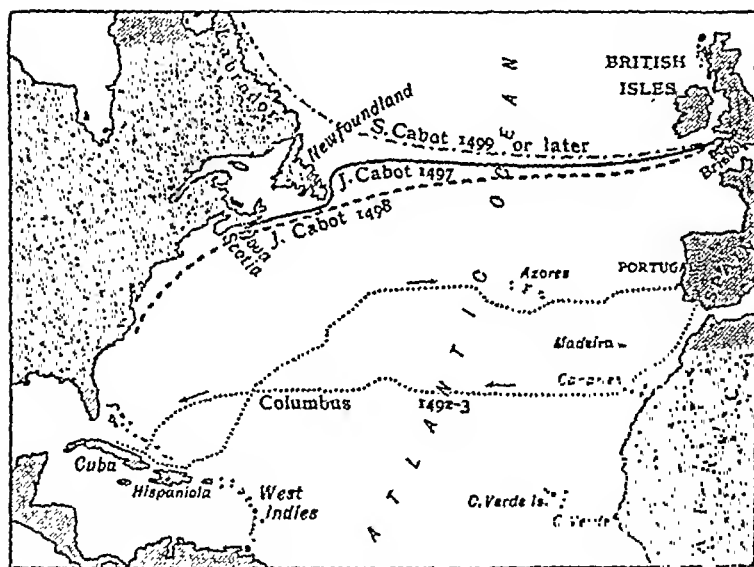 BRITISH
ISLES
Labrador
Newfoundland
S. Cabot 1499 or later
J. Cabot 1497
J. Cabot 1498
Nova
Scotia
Bristol
PORTUGAL
Azores
Madeira
Canaries
Columbus 1492-3
ATLANTIC OCEAN
Cuba
Hispaniola
West
Indies
C. Verde Is.
C. Verde